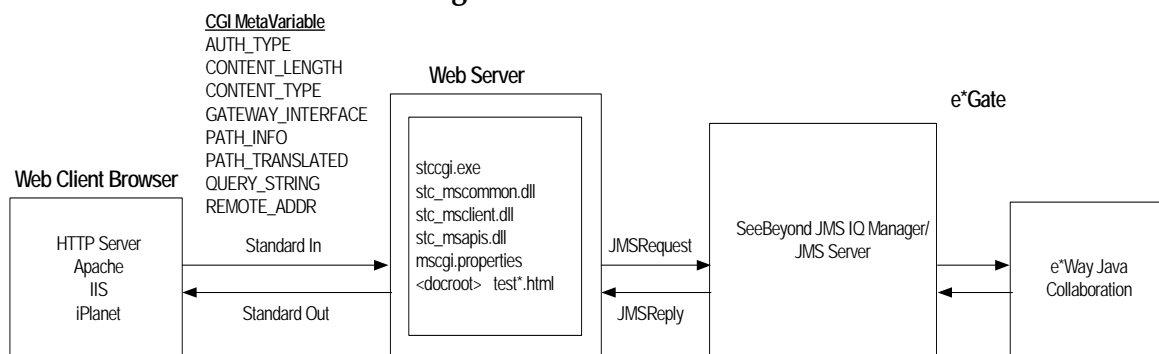 CGI MetaVariable
AUTH_TYPE
CONTENT_LENGTH
CONTENT_TYPE
GATEWAY_INTERFACE
PATH_INFO
PATH_TRANSLATED
QUERY_STRING
REMOTE_ADDR
Web Client Browser
HTTP Server
Apache
IIS
iPlanet
Standard In
Standard Out
Web Server
stccgi.exe
stc_mscommon.dll
stc_msclient.dll
stc_msapis.dll
mscgi.properties
<docroot> test*.html
JMSRequest
JMSReply
SeeBeyond JMS IQ Manager/
JMS Server
e*Gate
e*Way Java
Collaboration